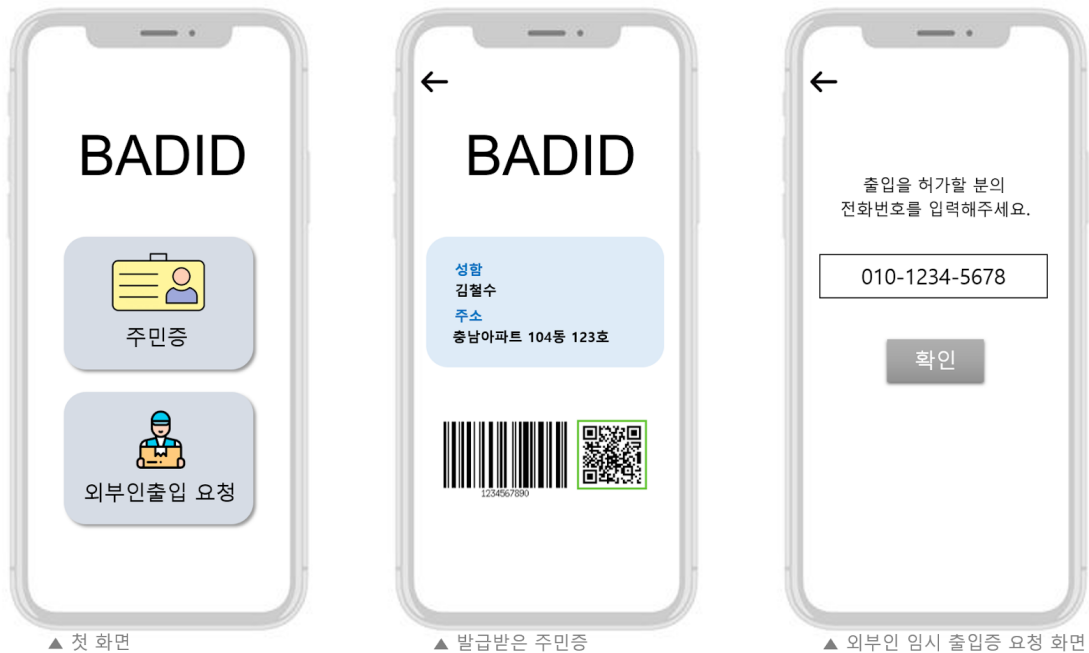 BADID
주민증
외부인출입 요청
▲ 첫 화면
BADID
성함
김철수
주소
충남아파트 104동 123호
1234567890
▲ 발급받은 주민증
출입을 허가할 분의
전화번호를 입력해주세요.
010-1234-5678
확인
▲ 외부인 임시 출입증 요청 화면